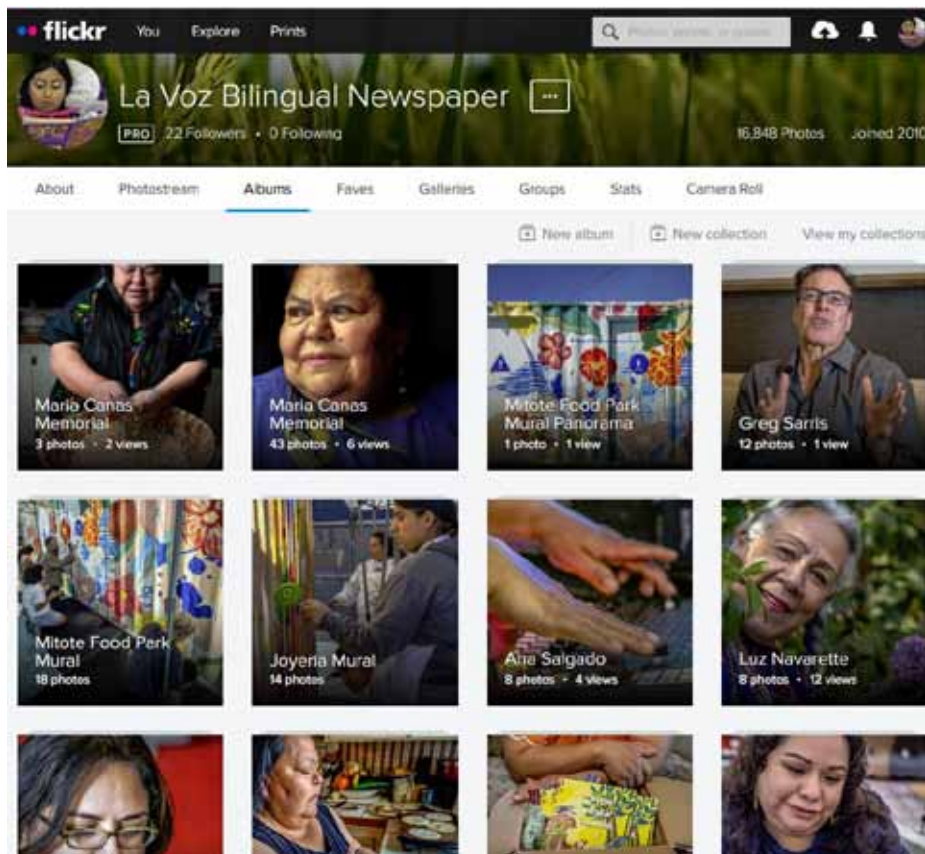 flickr You Explore Prints
La Voz Bilingual Newspaper
PRO 22 Followers • 0 Following 16,848 Photos Joined 2010
About Photostream Albums Faves Galleries Groups Stats Camera Roll
New album New collection View my collections
Maria Canas
Memorial
3 photos • 2 views
Maria Canas
Memorial
43 photos • 6 views
Mitote Food Park
Mural Panorama
1 photo • 1 view
Greg Sarris
12 photos • 1 view
Mitote Food Park
Mural
18 photos
Joyeria Mural
14 photos
Ana Salgado
8 photos • 4 views
Luz Navarette
8 photos • 12 views